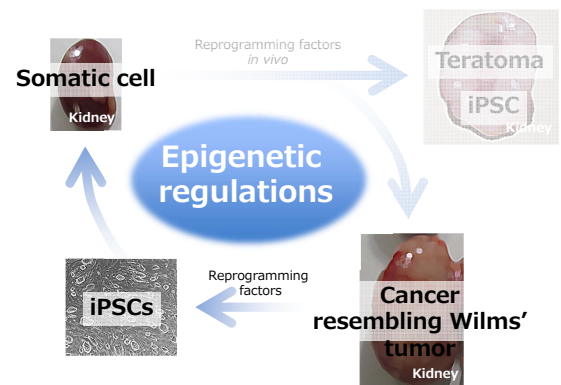 Reprogramming factors
in vivo
Somatic cell
Kidney
Teratoma
iPSC
Kidney
Epigenetic
regulations
iPSCs
Reprogramming
factors
Cancer
resembling Wilms’
tumor
Kidney